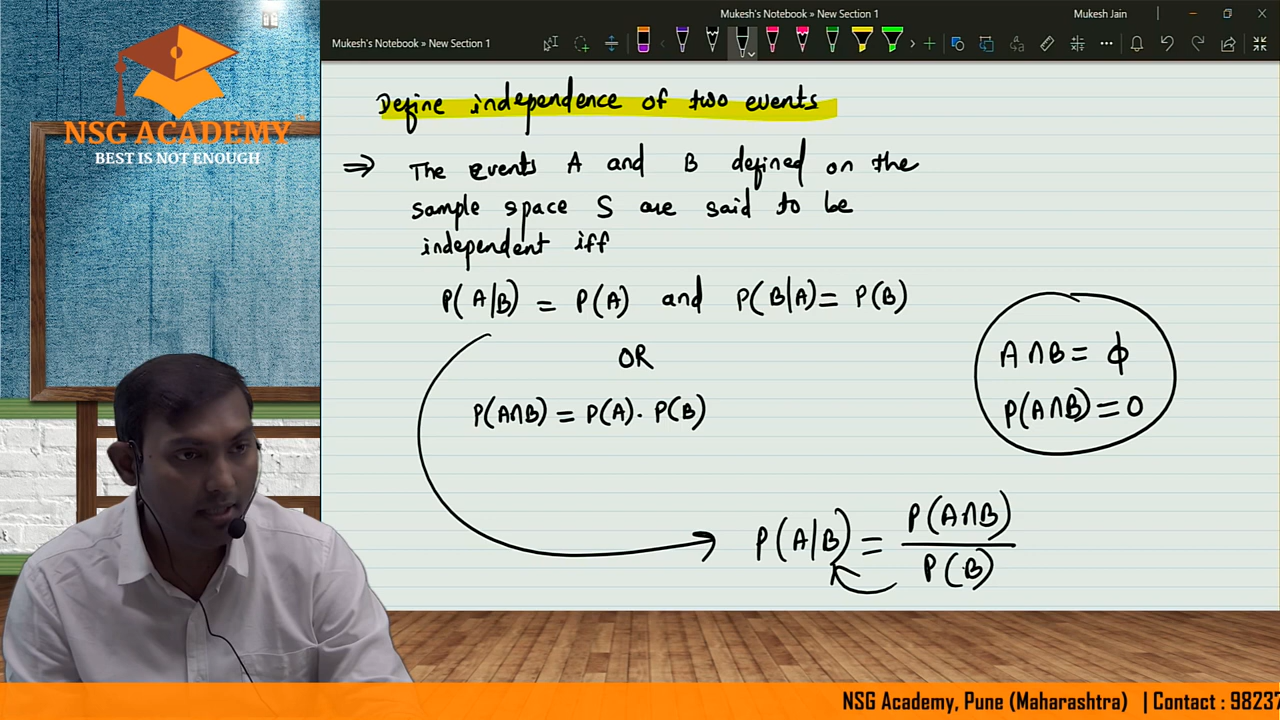 Mukesh's Notebook » New Section 1
Mukesh Jain
Mukesh's Notebook » New Section 1
NSG ACADEMY
BEST IS NOT ENOUGH
Define independence of two events
⇒ The events A and B defined on the
sample space S are said to be
independent iff
P(A|B) = P(A) and P(B|A) = P(B)
OR
P(A∩B) = P(A). P(B)
A∩B = ϕ
P(A∩B) = 0
P(A|B) = P(A∩B) / P(B)
NSG Academy, Pune (Maharashtra) | Contact : 98237